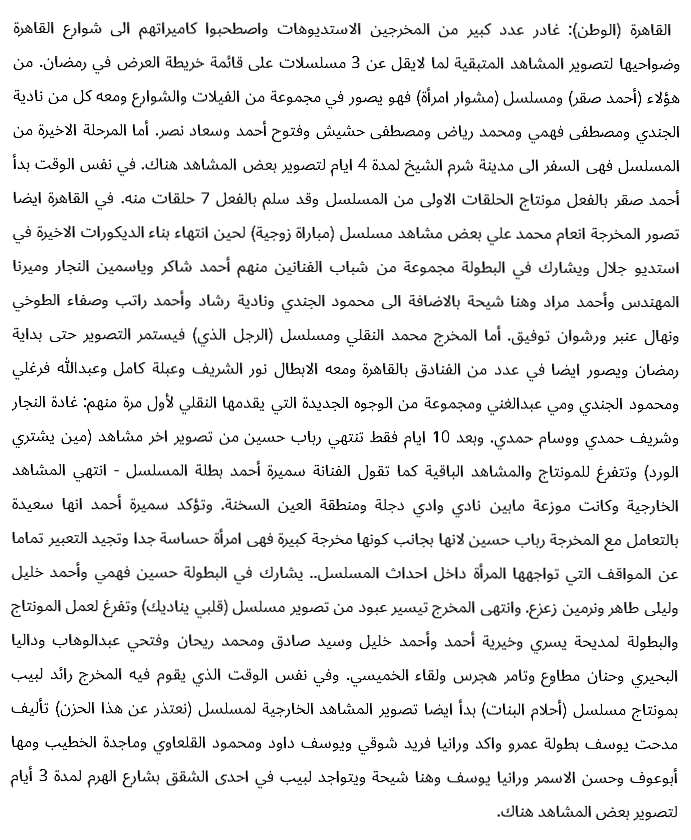 القاهرة (الوطن): غادر عدد كبير من المخرجين الاستديوهات واصطحبوا كاميراتهم الى شوارع القاهرة
وضواحيها لتصوير المشاهد المتبقية لما لايقل عن 3 مسلسلات على قائمة خريطة العرض في رمضان. من
هؤلاء (أحمد صقر) ومسلسل (مشوار امرأة) فهو يصور في مجموعة من الفيلات والشوارع ومعه كل من نادية
الجندي ومصطفى فهمي ومحمد رياض ومصطفى حشيش وفتوح أحمد وسعاد نصر. أما المرحلة الاخيرة من
المسلسل فهى السفر الى مدينة شرم الشيخ لمدة 4 ايام لتصوير بعض المشاهد هناك. في نفس الوقت بدأ
أحمد صقر بالفعل مونتاج الحلقات الاولى من المسلسل وقد سلم بالفعل 7 حلقات منه. في القاهرة ايضا
تصور المخرجة انعام محمد علي بعض مشاهد مسلسل (مباراة زوجية) لحين انتهاء بناء الديكورات الاخيرة في
استديو جلال ويشارك في البطولة مجموعة من شباب الفنانين منهم أحمد شاكر وياسمين النجار وميرنا
المهندس وأحمد مراد وهنا شيحة بالاضافة الى محمود الجندي ونادية رشاد وأحمد راتب وصفاء الطوخي
ونهال عنبر ورشوان توفيق. أما المخرج محمد النقلي ومسلسل (الرجل الذي) فيستمر التصوير حتى بداية
رمضان ويصور ايضا في عدد من الفنادق بالقاهرة ومعه الابطال نور الشريف وعبلة كامل وعبدالله فرغلي
ومحمود الجندي ومي عبدالغني ومجموعة من الوجوه الجديدة التي يقدمها النقلي لأول مرة منهم: غادة النجار
وشريف حمدي ووسام حمدي. وبعد 10 ايام فقط تنتهي رباب حسين من تصوير اخر مشاهد (مين يشتري
الورد) وتتفرغ للمونتاج والمشاهد الباقية كما تقول الفنانة سميرة أحمد بطلة المسلسل - انتهي المشاهد
الخارجية وكانت موزعة مابين نادي وادي دجلة ومنطقة العين السخنة. وتؤكد سميرة أحمد انها سعيدة
بالتعامل مع المخرجة رباب حسين لانها بجانب كونها مخرجة كبيرة فهى امرأة حساسة جدا وتجيد التعبير تماما
عن المواقف التي تواجهها المرأة داخل احداث المسلسل.. يشارك في البطولة حسين فهمي وأحمد خليل
وليلى طاهر ونرمين زعزع. وانتهى المخرج تيسير عبود من تصوير مسلسل (قلبي يناديك) وتفرغ لعمل المونتاج
والبطولة لمديحة يسري وخيرية أحمد وأحمد خليل وسيد صادق ومحمد ريحان وفتحي عبدالوهاب وداليا
البحيري وحنان مطاوع وتامر هجرس ولقاء الخميسي. وفي نفس الوقت الذي يقوم فيه المخرج رائد لبيب
بمونتاج مسلسل (أحلام البنات) بدأ ايضا تصوير المشاهد الخارجية لمسلسل (نعتذر عن هذا الحزن) تأليف
مدحت يوسف بطولة عمرو واكد ورانيا فريد شوقي ويوسف داود ومحمود القلعاوي وماجدة الخطيب ومها
أبوعوف وحسن الاسمر ورانيا يوسف وهنا شيحة ويتواجد لبيب في احدى الشقق بشارع الهرم لمدة 3 أيام
لتصوير بعض المشاهد هناك.